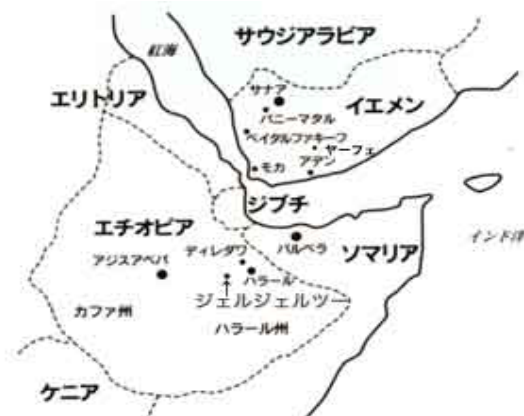 サウジアラビア
紅海
エリトリア
サナア
イエメン
バニーマタル
ベイタルファキーフ
ヤーフェ
モカ
アデン
ジブチ
エチオピア
インド洋
ディレダワ
バルベラ
ソマリア
アジスアベバ
ハラール
ジェルジェルツー
カファ州
ハラール州
ケニア